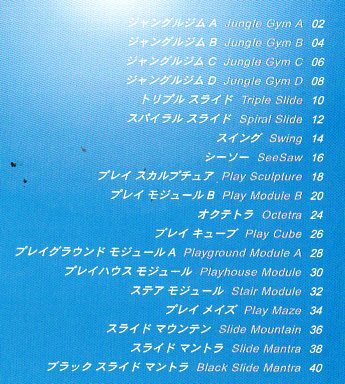 ジャングルジム A Jungle Gym A 02
ジャングルジム B Jungle Gym B 04
ジャングルジム C Jungle Gym C 06
ジャングルジム D Jungle Gym D 08
トリプル スライド Triple Slide 10
スパイラル スライド Spiral Slide 12
スイング Swing 14
シーソー SeeSaw 16
プレイ スカルプチュア Play Sculpture 18
プレイ モジュール B Play Module B 20
オクテトラ Octetra 24
プレイ キューブ Play Cube 26
プレイグラウンド モジュール A Playground Module A 28
プレイハウス モジュール Playhouse Module 30
ステア モジュール Stair Module 32
プレイ メイズ Play Maze 34
スライド マウンテン Slide Mountain 36
スライド マントラ Slide Mantra 38
ブラック スライド マントラ Black Slide Mantra 40